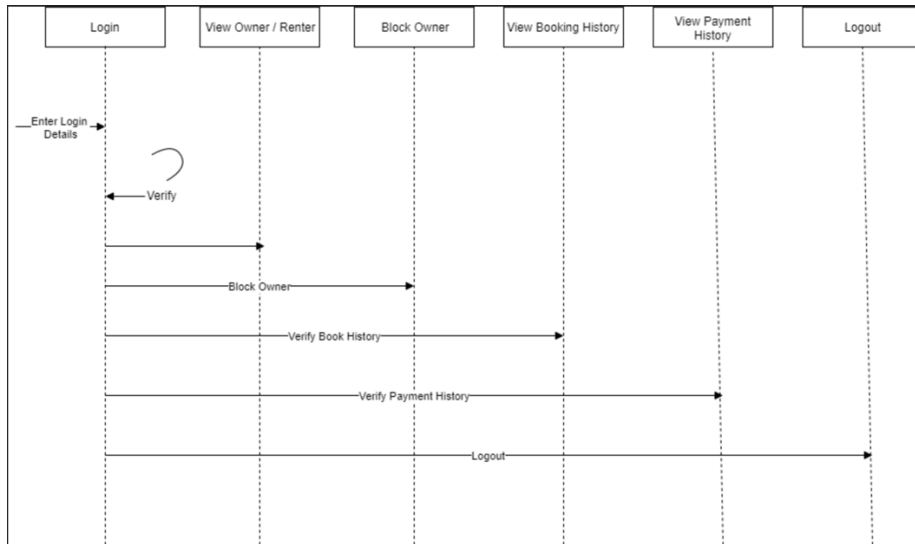 Login
View Owner / Renter
Block Owner
View Booking History
View Payment
History
Logout
Enter Login
Details
Verify
Block Owner
Verify Book History
Verify Payment History
Logout